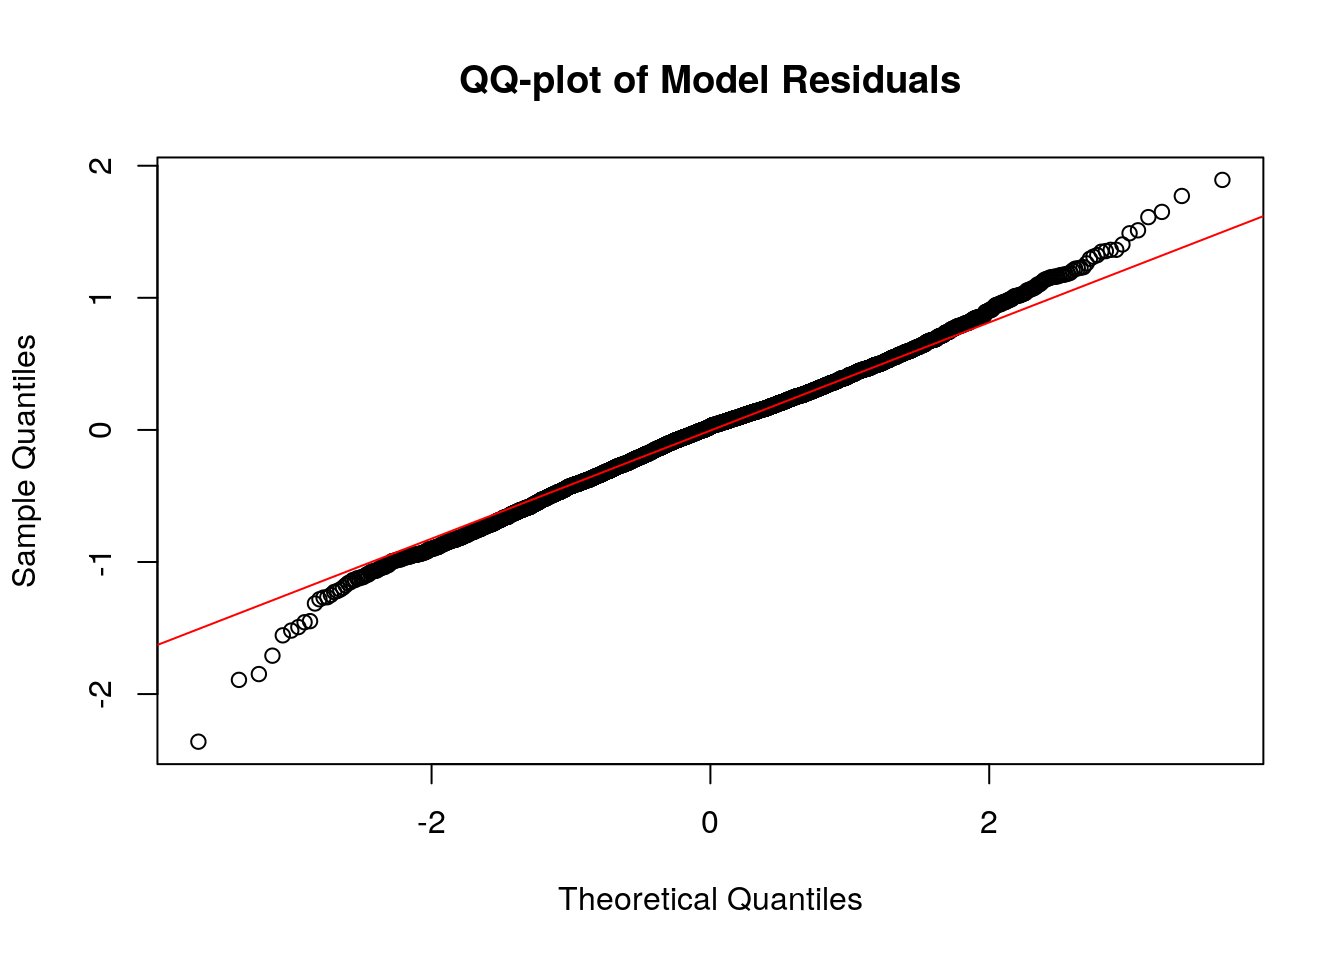 QQ-plot of Model Residuals
Sample Quantiles
2
1
0
-1
-2
-2
0
2
Theoretical Quantiles